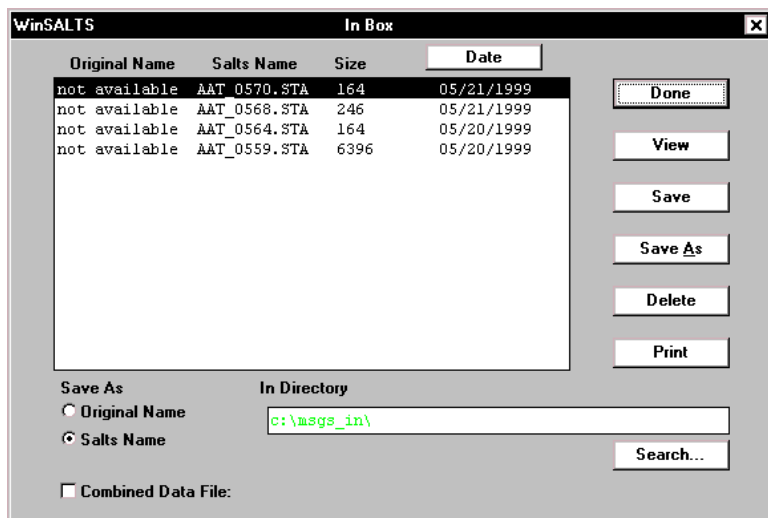 WinSALTS In Box
Original Name Salts Name Size Date
not available AAT_0570.STA 164 05/21/1999
not available AAT_0568.STA 246 05/21/1999
not available AAT_0564.STA 164 05/20/1999
not available AAT_0559.STA 6396 05/20/1999
Done
View
Save
Save As
Delete
Print
Save As In Directory
Original Name
c:\msgs_in\
Salts Name
Search...
Combined Data File: